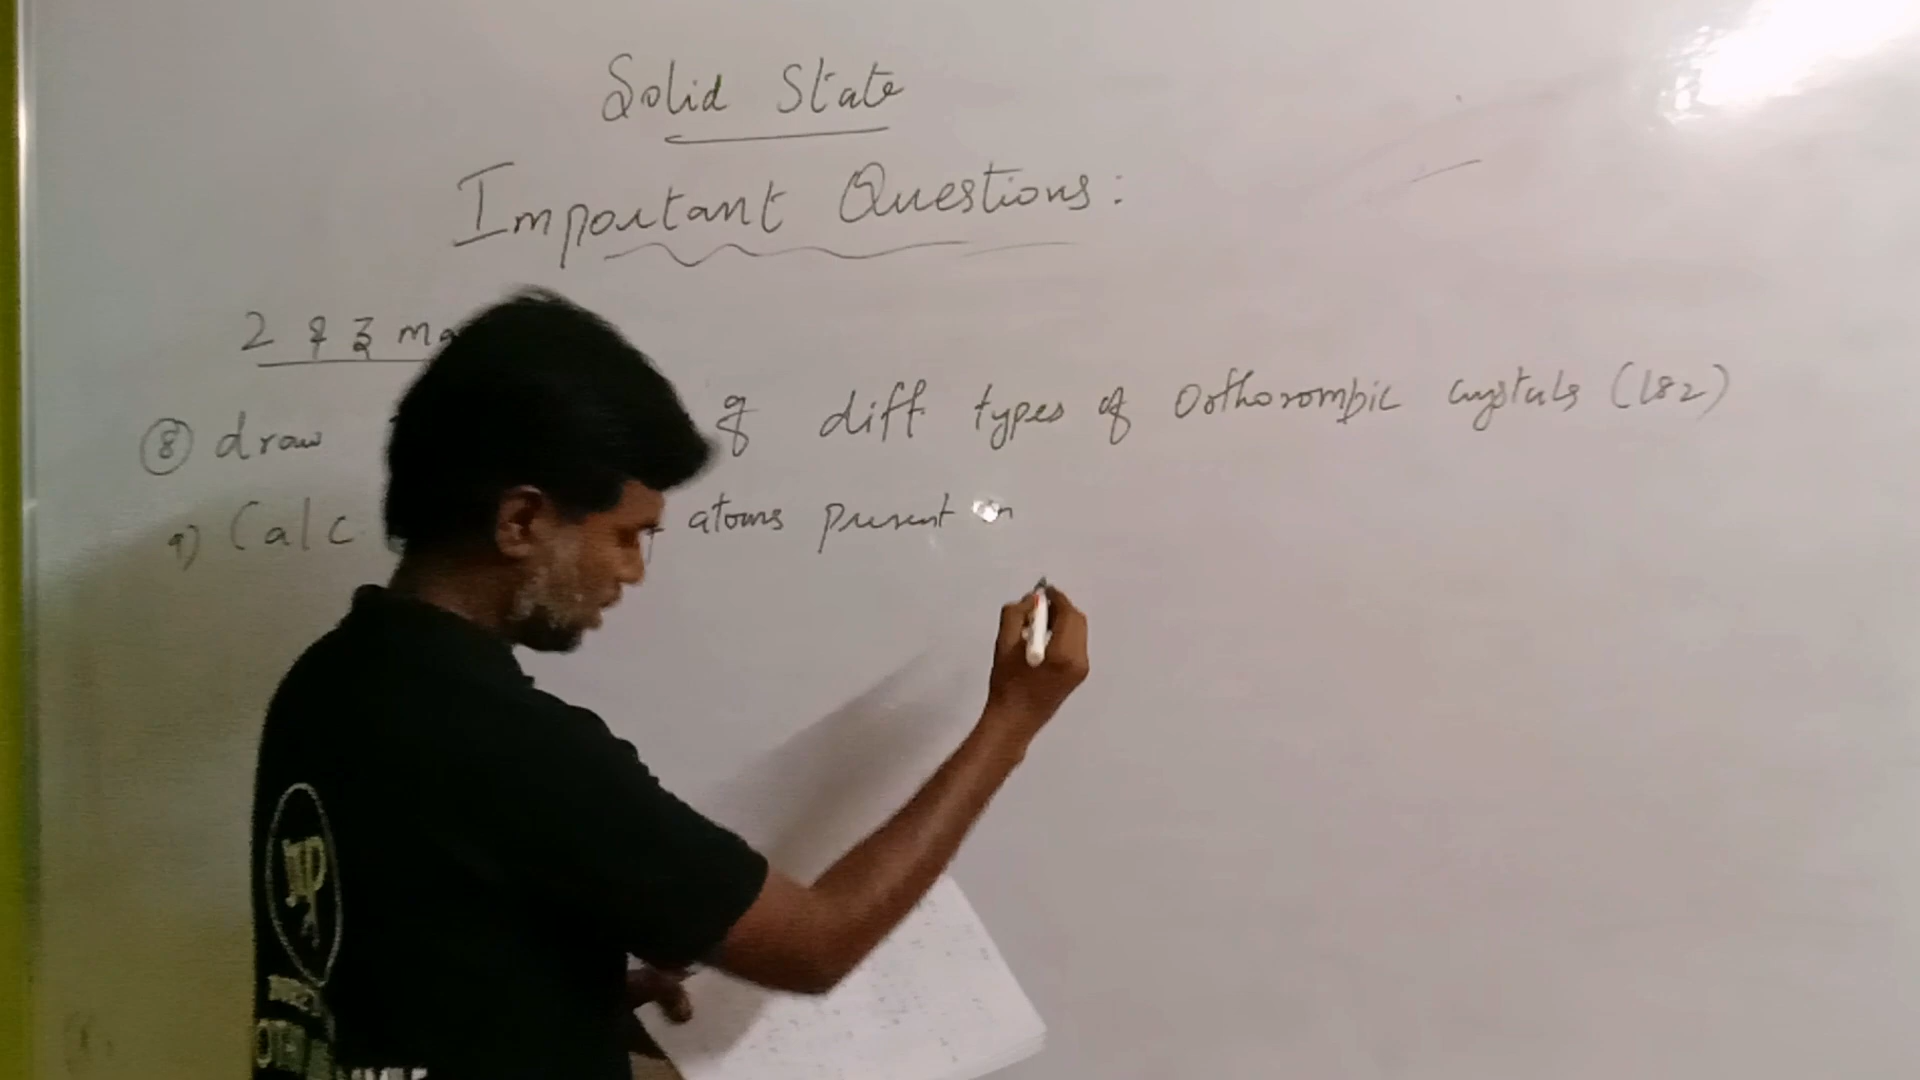 Solid State
Important Questions:
2 & 3
⑧ draw of diff. types of Orthorombic crystals (1&2)
9) Calc atoms present in